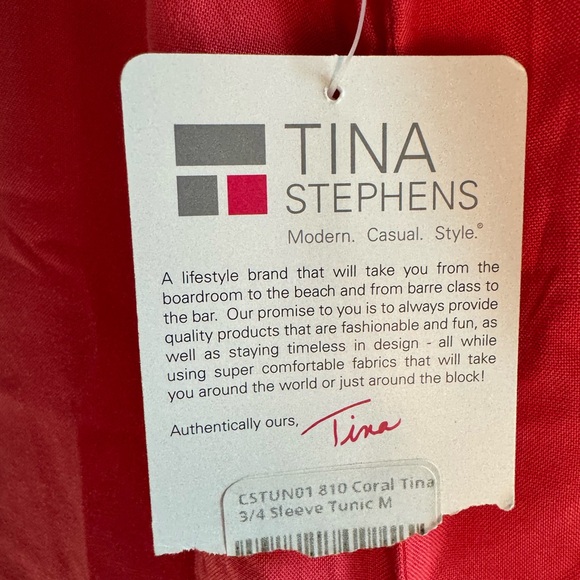 TINA
STEPHENS
Modern. Casual. Style.®
A lifestyle brand that will take you from the
boardroom to the beach and from barre class to
the bar. Our promise to you is to always provide
quality products that are fashionable and fun, as
well as staying timeless in design - all while
using super comfortable fabrics that will take
you around the world or just around the block!
Authentically ours, Tina
CSTUN01 810 Coral Tina
3/4 Sleeve Tunic M